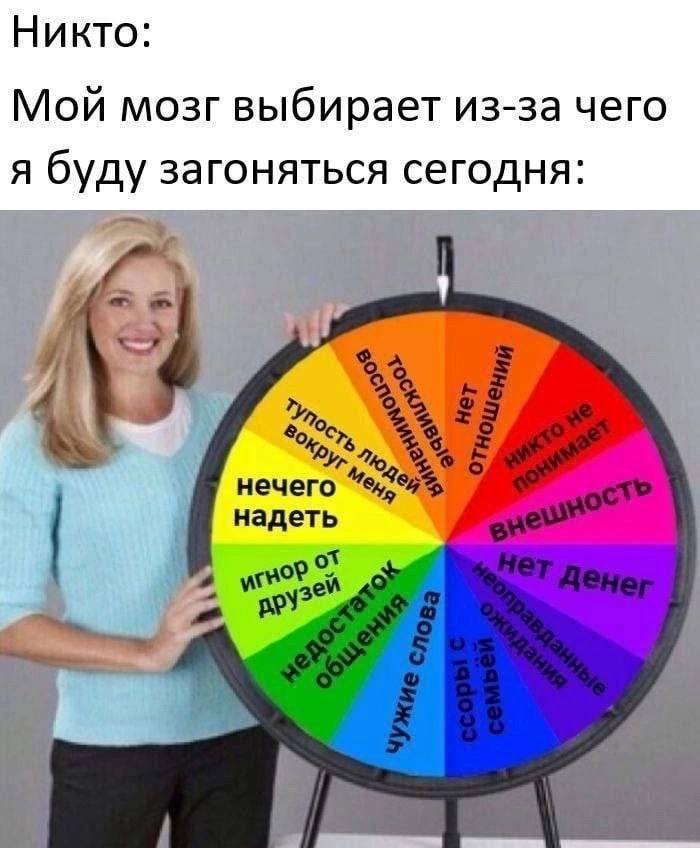 Никто:
Мой мозг выбирает из-за чего
я буду загоняться сегодня:
тоскливые
воспоминания
нет
отношений
никто не
понимает
внешность
нет денег
неоправданные
ожидания
ссоры с
семьёй
чужие слова
недостаток
общения
игнор от
друзей
нечего
надеть
тупость людей
вокруг меня